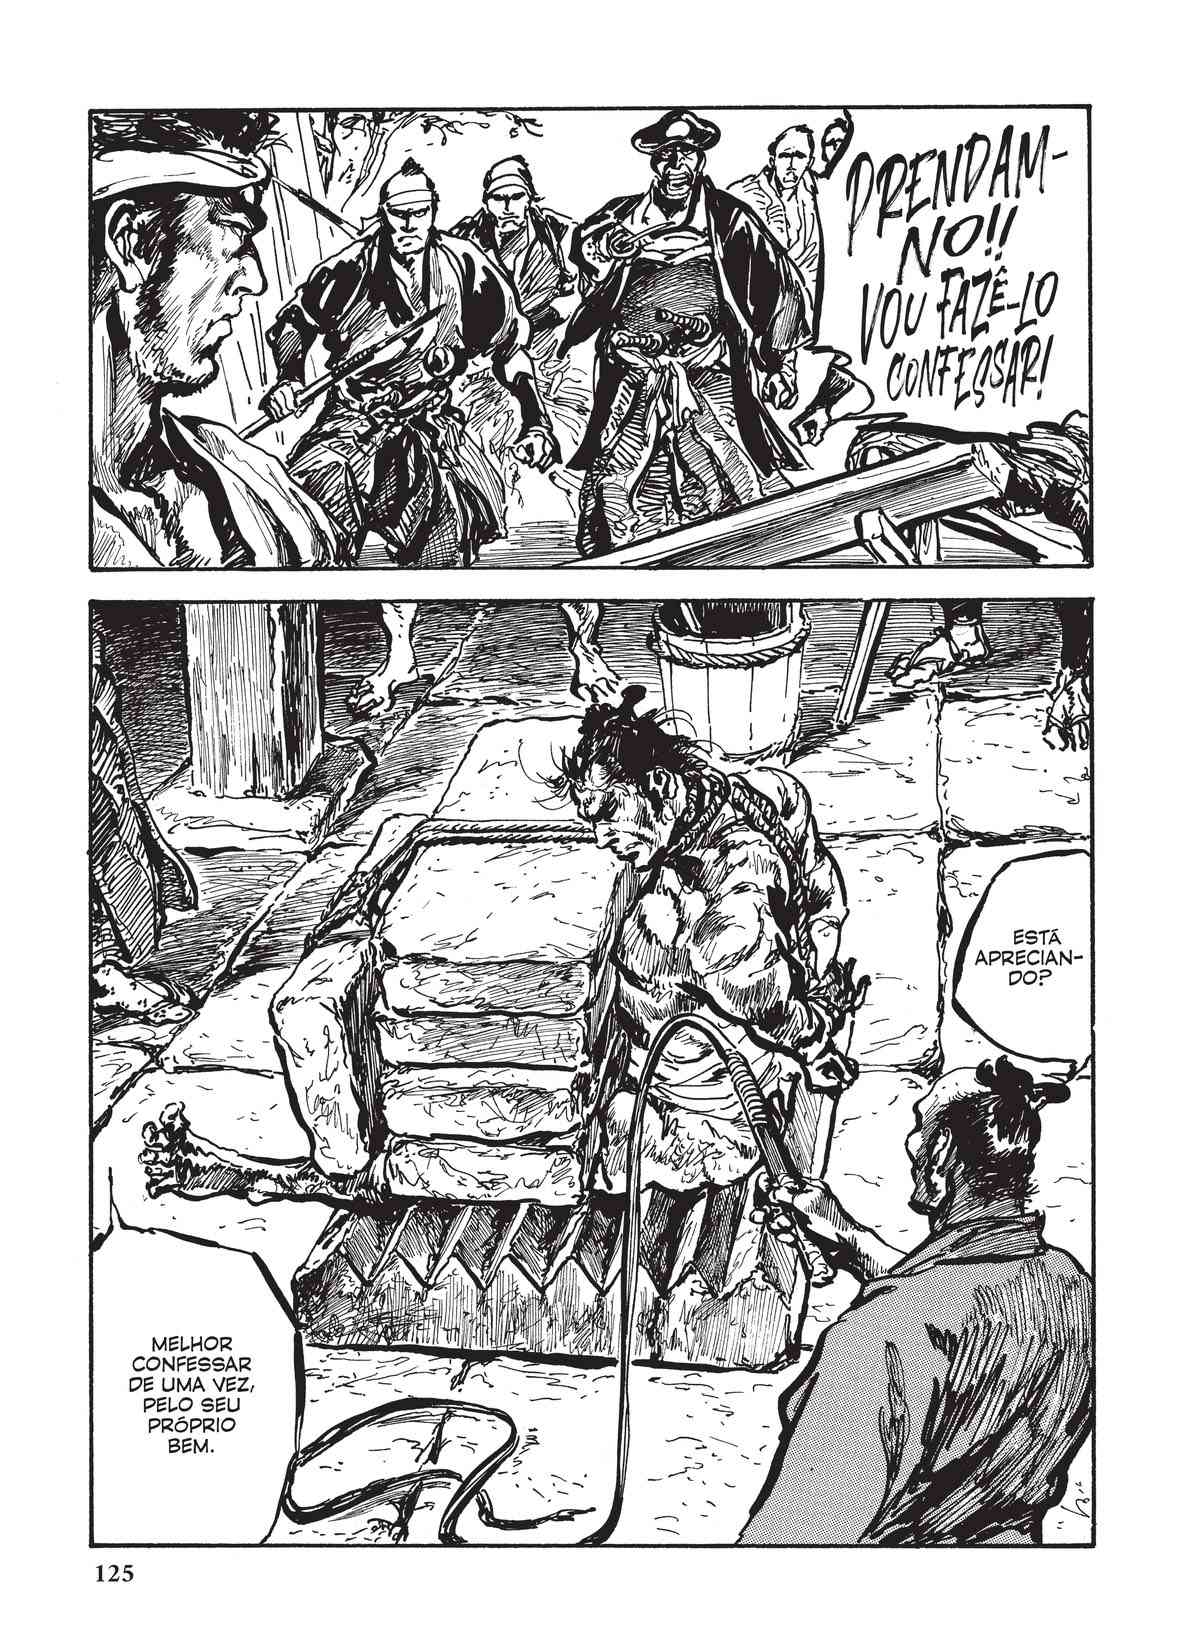 PRENDAM-
NO!!
VOU FAZÊ-LO
CONFESSAR!
ESTÁ
APRECIAN-
DO?
MELHOR
CONFESSAR
DE UMA VEZ,
PELO SEU
PRÓPRIO
BEM.
125